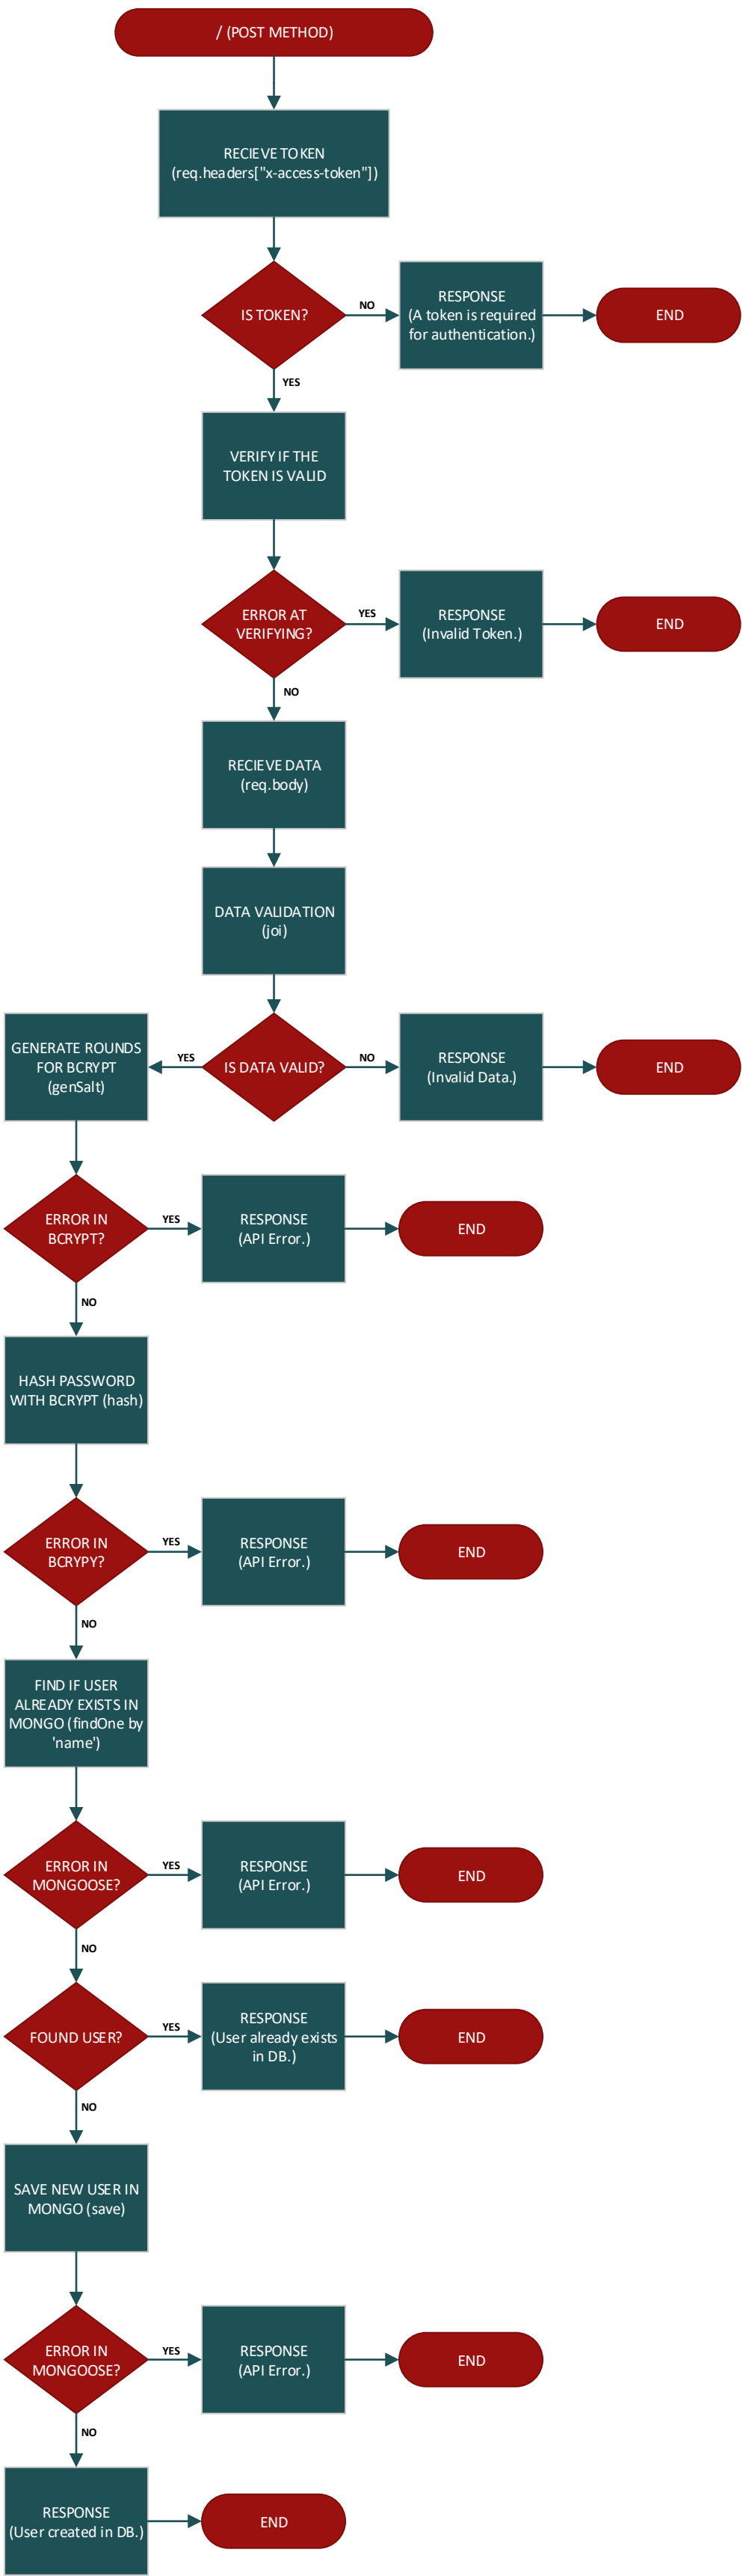 / (POST METHOD)
RECIEVE TOKEN
(req.headers["x-access-token"])
IS TOKEN?
NO
RESPONSE
(A token is required
for authentication.)
END
YES
VERIFY IF THE
TOKEN IS VALID
ERROR AT
VERIFYING?
YES
RESPONSE
(Invalid Token.)
END
NO
RECIEVE DATA
(req.body)
DATA VALIDATION
(joi)
GENERATE ROUNDS
FOR BCRYPT
(genSalt)
YES
IS DATA VALID?
NO
RESPONSE
(Invalid Data.)
END
ERROR IN
BCRYPT?
YES
RESPONSE
(API Error.)
END
NO
HASH PASSWORD
WITH BCRYPT (hash)
ERROR IN
BCRYPY?
YES
RESPONSE
(API Error.)
END
NO
FIND IF USER
ALREADY EXISTS IN
MONGO (findOne by
'name')
ERROR IN
MONGOOSE?
YES
RESPONSE
(API Error.)
END
NO
FOUND USER?
YES
RESPONSE
(User already exists
in DB.)
END
NO
SAVE NEW USER IN
MONGO (save)
ERROR IN
MONGOOSE?
YES
RESPONSE
(API Error.)
END
NO
RESPONSE
(User created in DB.)
END